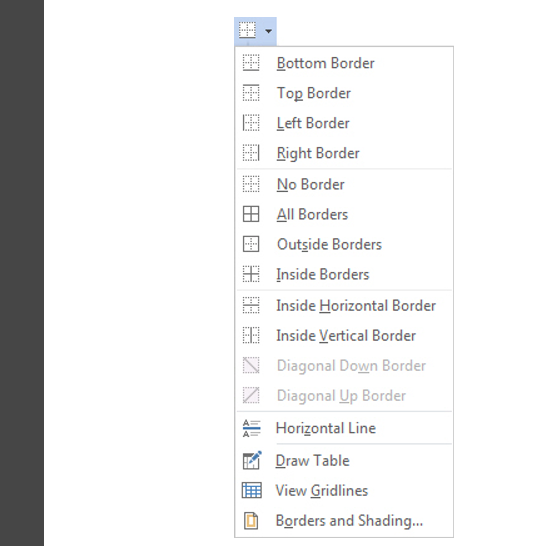 Bottom Border
Top Border
Left Border
Right Border
No Border
All Borders
Outside Borders
Inside Borders
Inside Horizontal Border
Inside Vertical Border
Diagonal Down Border
Diagonal Up Border
Horizontal Line
Draw Table
View Gridlines
Borders and Shading...